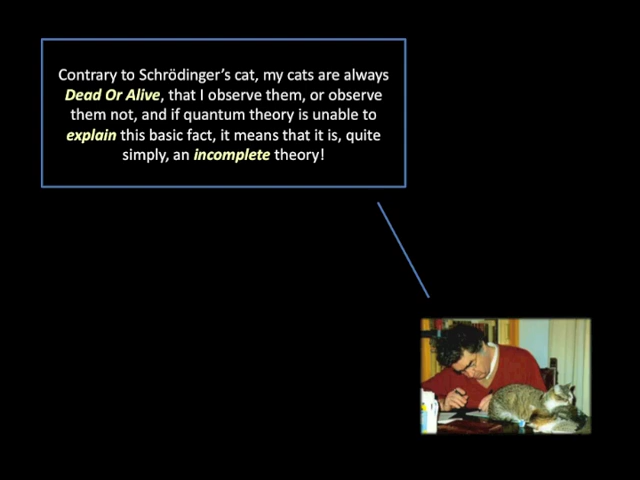 Contrary to Schrödinger’s cat, my cats are always
Dead Or Alive, that I observe them, or observe
them not, and if quantum theory is unable to
explain this basic fact, it means that it is, quite
simply, an incomplete theory!